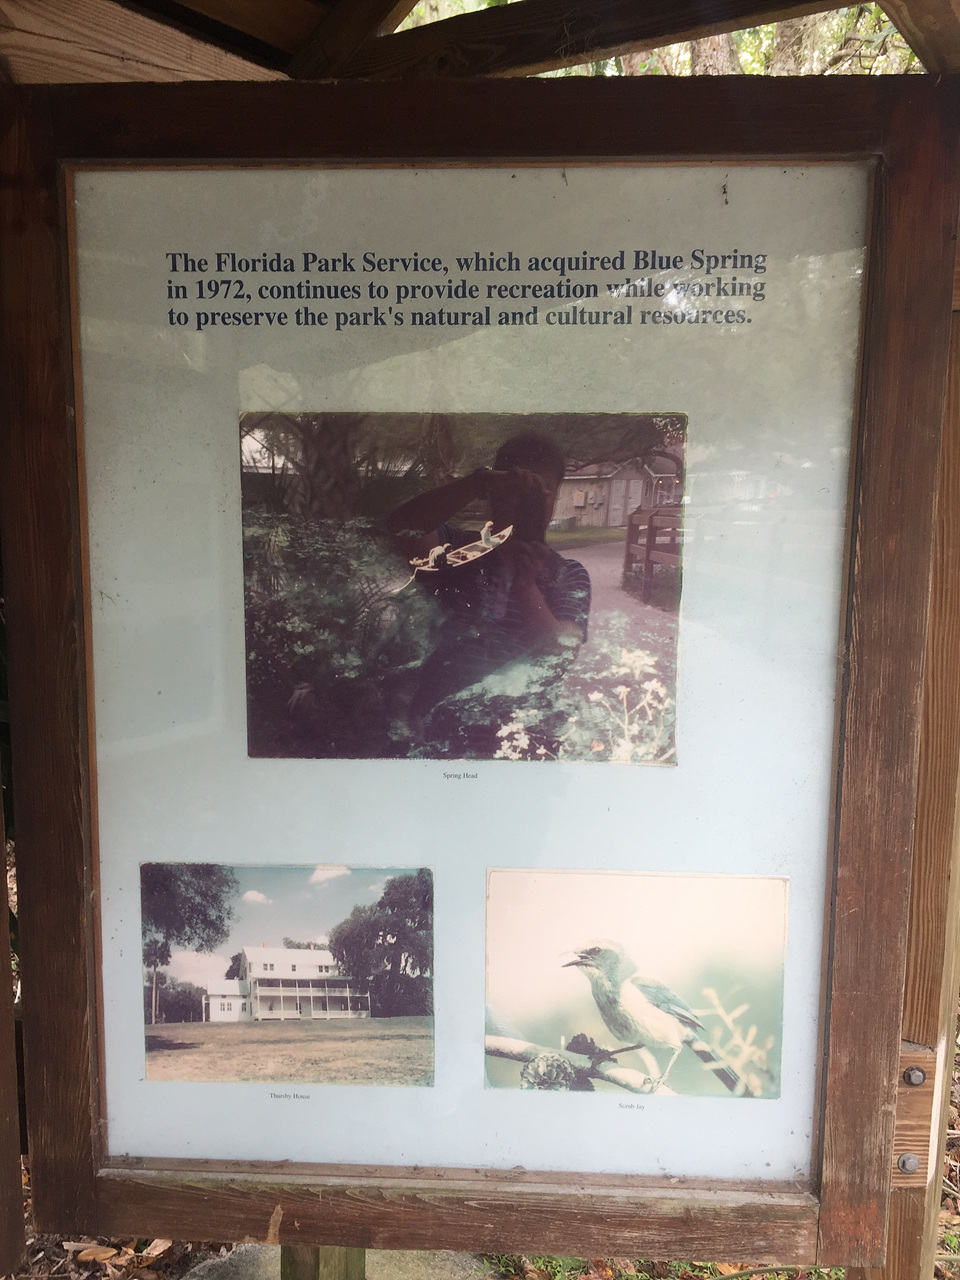 The Florida Park Service, which acquired Blue Spring
in 1972, continues to provide recreation while working
to preserve the park's natural and cultural resources.
Spring Head
Thursby House
Scrub Jay